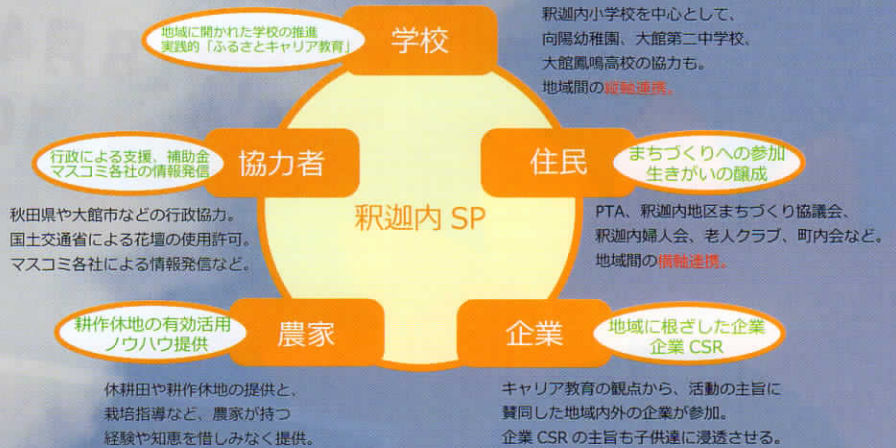 地域に開かれた学校の推進
実践的「ふるさとキャリア教育」
学校
釈迦内小学校を中心として、
向陽幼稚園、大館第二中学校、
大館鳳鳴高校の協力も。
地域間の縦軸連携。
行政による支援、補助金
マスコミ各社の情報発信
協力者
秋田県や大館市などの行政協力。
国土交通省による花壇の使用許可。
マスコミ各社による情報発信など。
釈迦内 SP
住民
まちづくりへの参加
生きがいの醸成
PTA、釈迦内地区まちづくり協議会、
釈迦内婦人会、老人クラブ、町内会など。
地域間の横軸連携。
耕作休地の有効活用
ノウハウ提供
農家
休耕田や耕作休地の提供と、
栽培指導など、農家が持つ
経験や知恵を惜しみなく提供。
企業
地域に根ざした企業
企業 CSR
キャリア教育の観点から、活動の主旨に
賛同した地域内外の企業が参加。
企業 CSR の主旨も子供達に浸透させる。